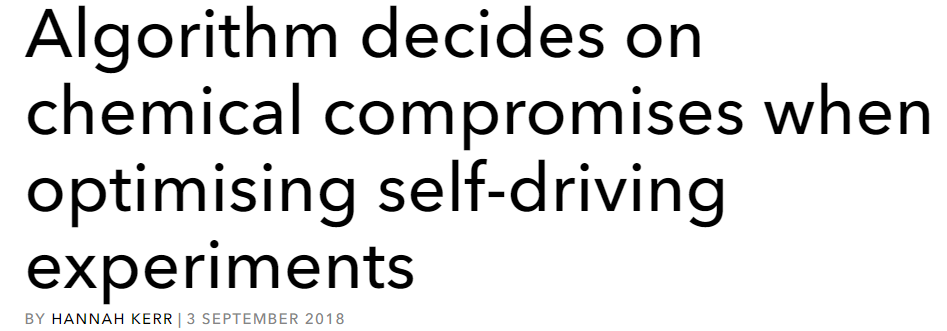 Algorithm decides on
chemical compromises when
optimising self-driving
experiments
BY HANNAH KERR | 3 SEPTEMBER 2018